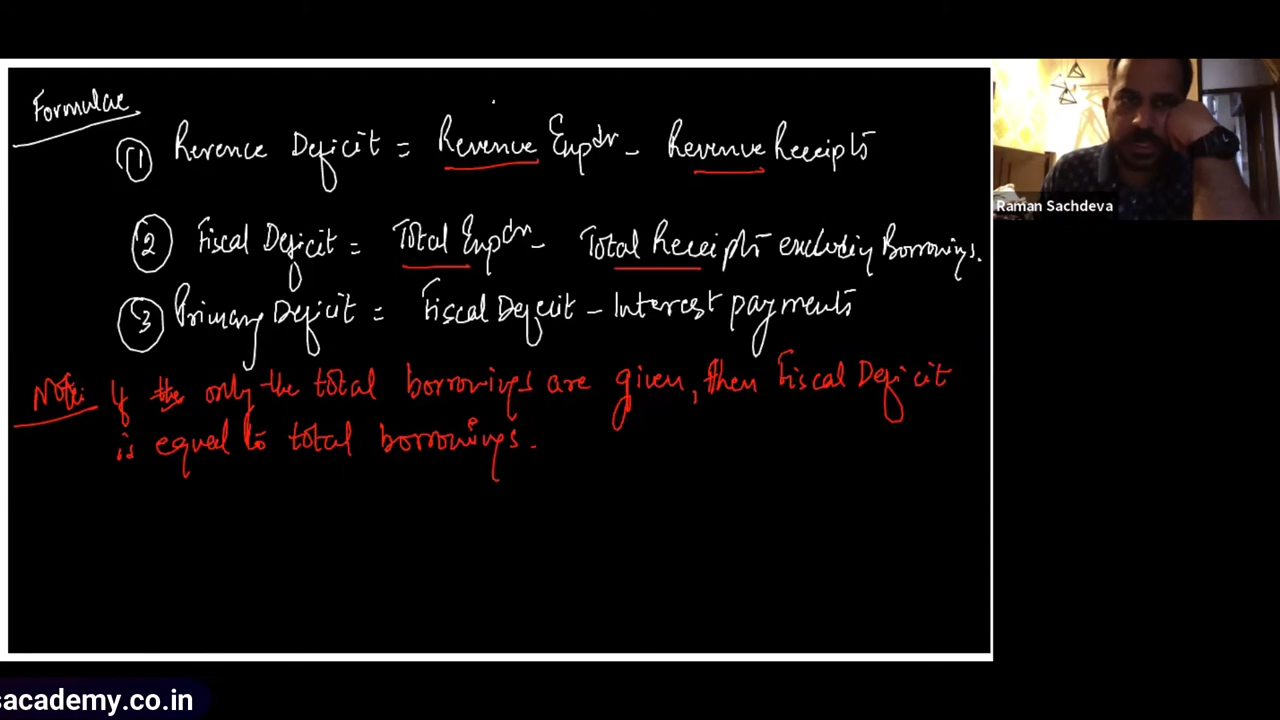 Formulae
① Revenue Deficit = Revenue Expdr - Revenue Receipts
② Fiscal Deficit = Total Expdr - Total Receipts excluding Borrowings.
③ Primary Deficit = Fiscal Deficit - Interest payments
Note: If the only the total borrowings are given, then Fiscal Deficit
is equal to total borrowings.
Raman Sachdeva
sacademy.co.in